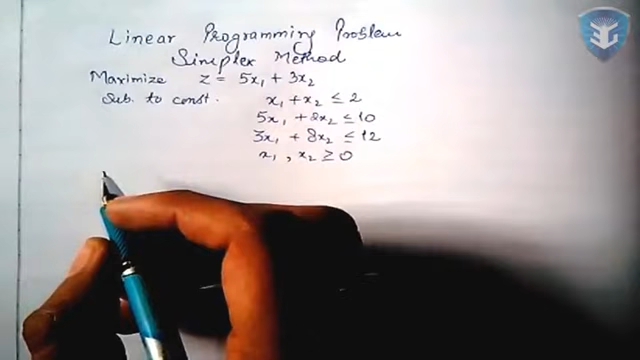 Linear Programming Problem
Simplex Method
Maximize z = 5x₁ + 3x₂
Sub. to const. x₁ + x₂ ≤ 2
5x₁ + 2x₂ ≤ 10
3x₁ + 8x₂ ≤ 12
x₁ , x₂ ≥ 0